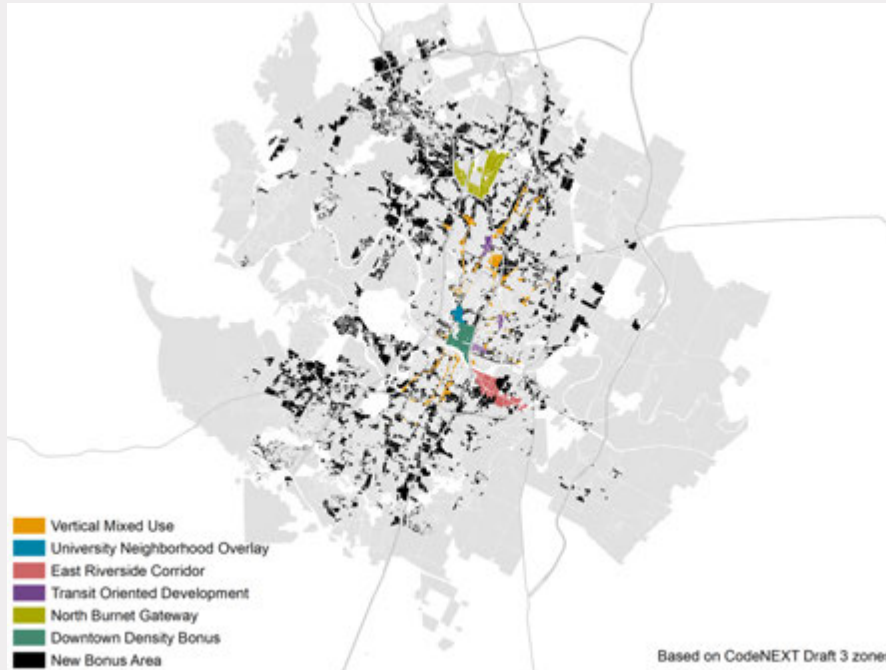 Vertical Mixed Use
University Neighborhood Overlay
East Riverside Corridor
Transit Oriented Development
North Burnet Gateway
Downtown Density Bonus
New Bonus Area
Based on CodeNEXT Draft 3 zones